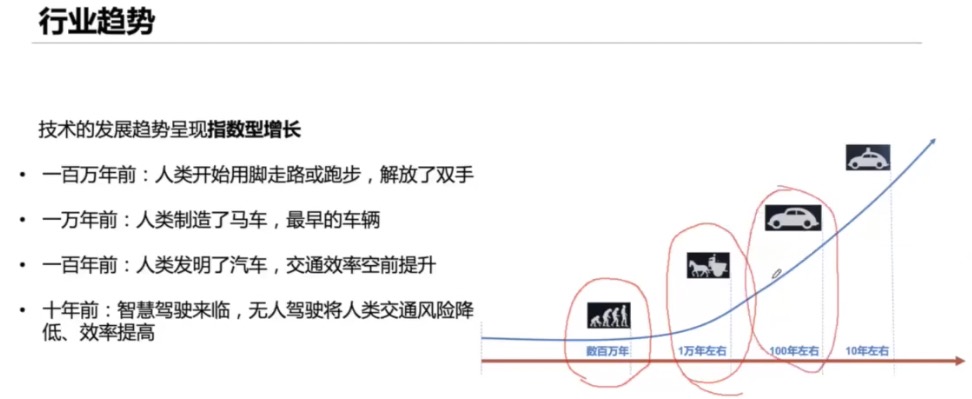 行业趋势
技术的发展趋势呈现指数型增长
• 一百万年前：人类开始用脚走路或跑步，解放了双手
• 一万年前：人类制造了马车，最早的车辆
• 一百年前：人类发明了汽车，交通效率空前提升
• 十年前：智慧驾驶来临，无人驾驶将人类交通风险降
低、效率提高
数百万年 1万年左右 100年左右 10年左右